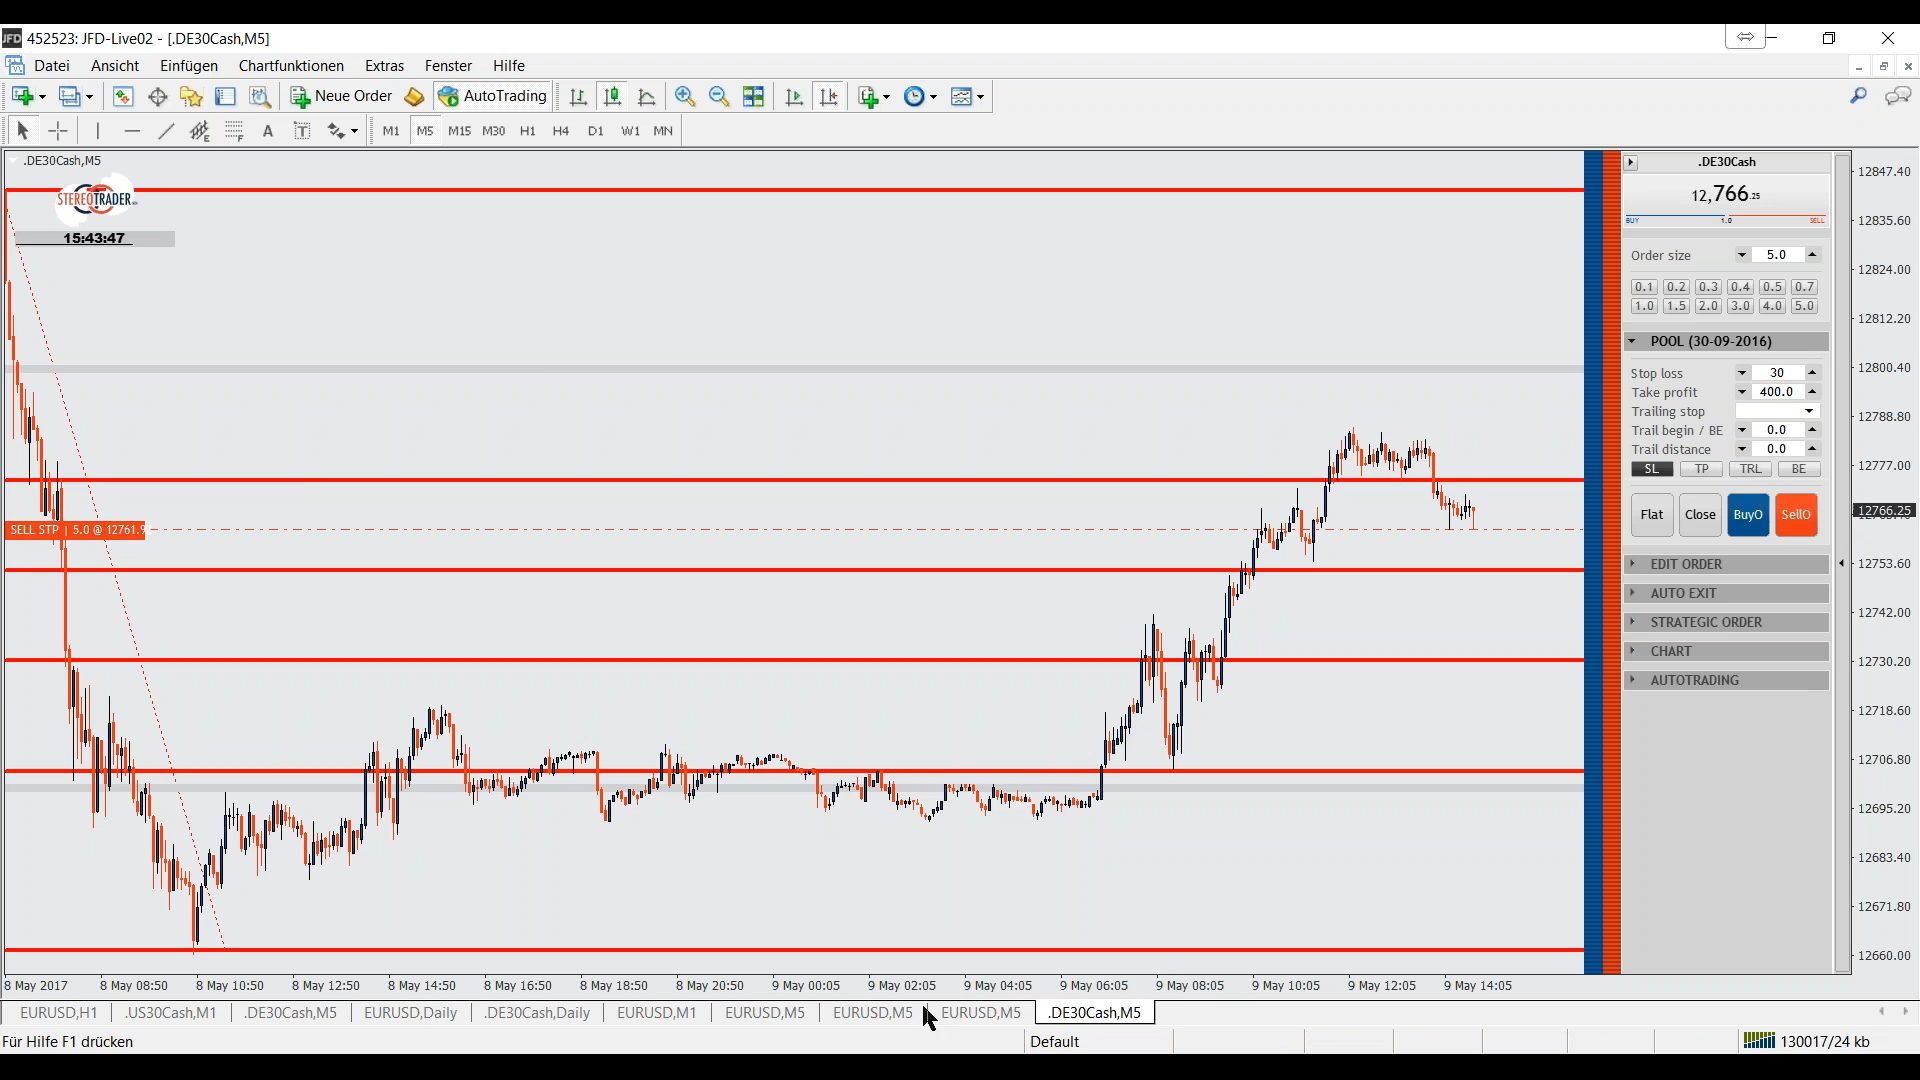 JFD 452523: JFD-Live02 - [.DE30Cash,M5]
Datei Ansicht Einfügen Chartfunktionen Extras Fenster Hilfe
Neue Order AutoTrading
A T M1 M5 M15 M30 H1 H4 D1 W1 MN
.DE30Cash,M5
STEREOTRADER
15:43:47
SELL STP | 5.0 @ 12761.9
.DE30Cash
12,766.25
BUY 1.0 SELL
Order size 5.0
0.1 0.2 0.3 0.4 0.5 0.7
1.0 1.5 2.0 3.0 4.0 5.0
POOL (30-09-2016)
Stop loss 30
Take profit 400.0
Trailing stop
Trail begin / BE 0.0
Trail distance 0.0
SL TP TRL BE
Flat Close BuyO SellO
EDIT ORDER
AUTO EXIT
STRATEGIC ORDER
CHART
AUTOTRADING
12847.40
12835.60
12824.00
12812.20
12800.40
12788.80
12777.00
12766.25
12753.60
12742.00
12730.20
12718.60
12706.80
12695.20
12683.40
12671.80
12660.00
8 May 2017 8 May 08:50 8 May 10:50 8 May 12:50 8 May 14:50 8 May 16:50 8 May 18:50 8 May 20:50 9 May 00:05 9 May 02:05 9 May 04:05 9 May 06:05 9 May 08:05 9 May 10:05 9 May 12:05 9 May 14:05
EURUSD,H1 .US30Cash,M1 .DE30Cash,M5 EURUSD,Daily .DE30Cash,Daily EURUSD,M1 EURUSD,M5 EURUSD,M5 EURUSD,M5 .DE30Cash,M5
Für Hilfe F1 drücken Default 130017/24 kb